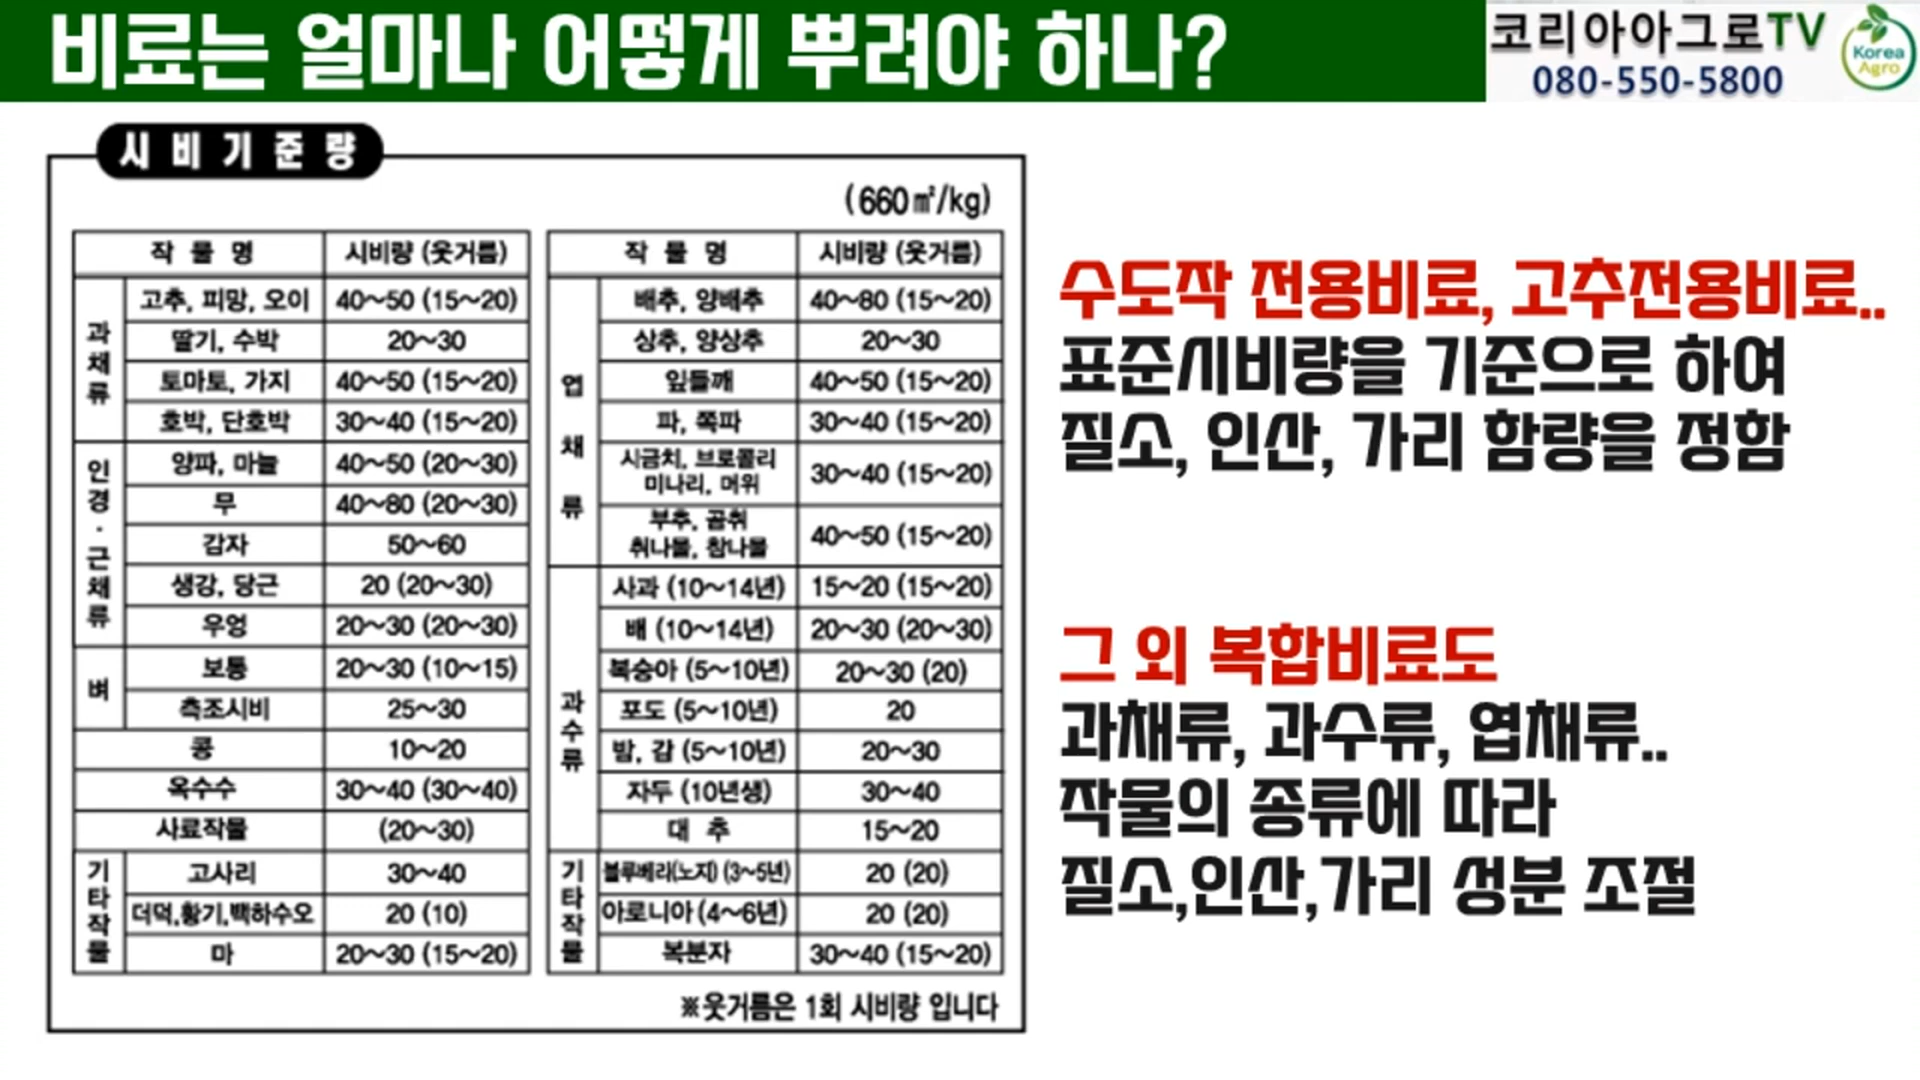 비료는 얼마나 어떻게 뿌려야 하나?
코리아아그로TV
080-550-5800
Korea
Agro
시비기준량
(660㎡/kg)
작 물 명 시비량 (웃거름)
과채류
고추, 피망, 오이 40~50 (15~20)
딸기, 수박 20~30
토마토, 가지 40~50 (15~20)
호박, 단호박 30~40 (15~20)
인경·근채류
양파, 마늘 40~50 (20~30)
무 40~80 (20~30)
감자 50~60
생강, 당근 20 (20~30)
우엉 20~30 (20~30)
벼
보통 20~30 (10~15)
측조시비 25~30
콩 10~20
옥수수 30~40 (30~40)
사료작물 (20~30)
기타작물
고사리 30~40
더덕,황기,백하수오 20 (10)
마 20~30 (15~20)
작 물 명 시비량 (웃거름)
엽채류
배추, 양배추 40~80 (15~20)
상추, 양상추 20~30
잎들깨 40~50 (15~20)
파, 쪽파 30~40 (15~20)
시금치, 브로콜리
미나리, 머위 30~40 (15~20)
부추, 곰취
취나물, 참나물 40~50 (15~20)
과수류
사과 (10~14년) 15~20 (15~20)
배 (10~14년) 20~30 (20~30)
복숭아 (5~10년) 20~30 (20)
포도 (5~10년) 20
밤, 감 (5~10년) 20~30
자두 (10년생) 30~40
대 추 15~20
기타작물
블루베리(노지) (3~5년) 20 (20)
아로니아 (4~6년) 20 (20)
복분자 30~40 (15~20)
※웃거름은 1회 시비량 입니다
수도작 전용비료, 고추전용비료..
표준시비량을 기준으로 하여
질소, 인산, 가리 함량을 정함
그 외 복합비료도
과채류, 과수류, 엽채류..
작물의 종류에 따라
질소,인산,가리 성분 조절